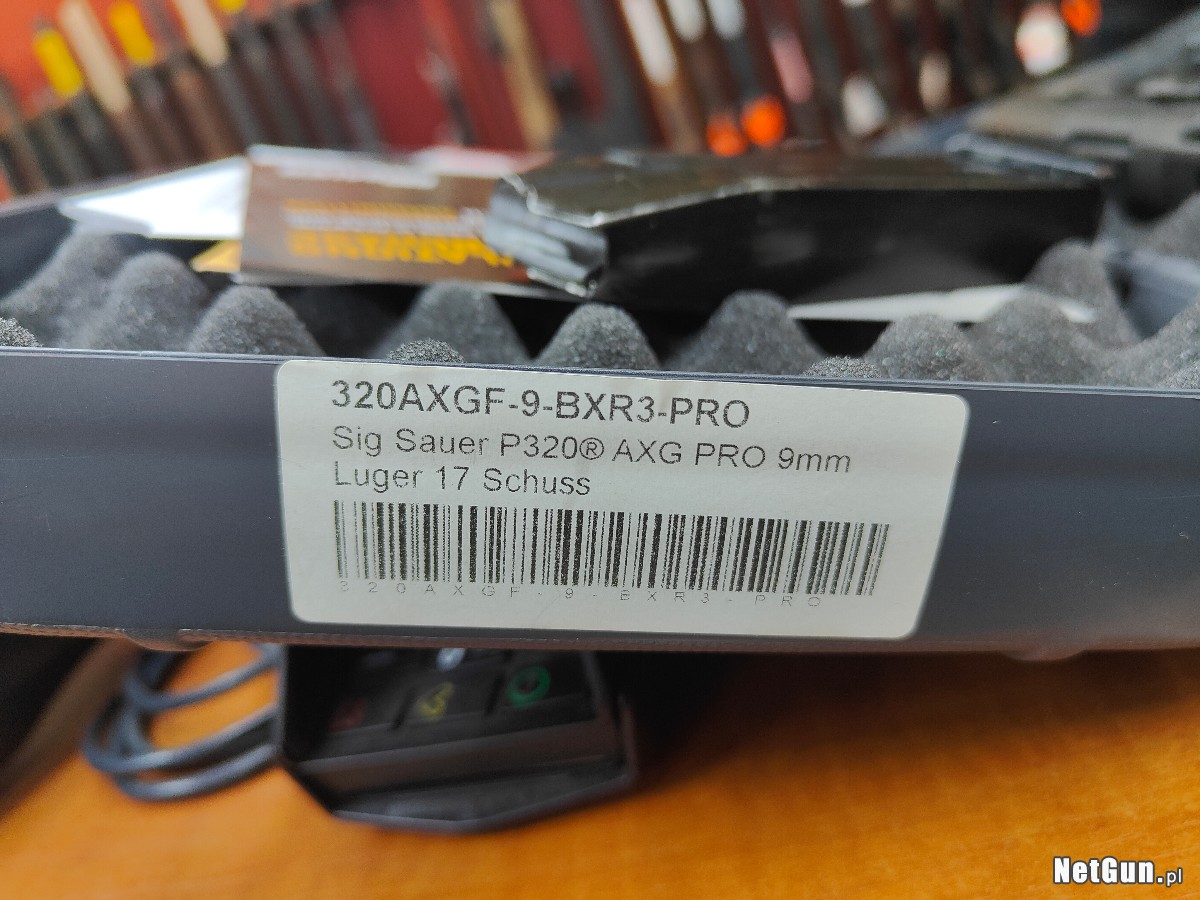 320AXGF-9-BXR3-PRO
Sig Sauer P320® AXG PRO 9mm
Luger 17 Schuss
320AXGF-9-BXR3-PRO
NetGun.pl